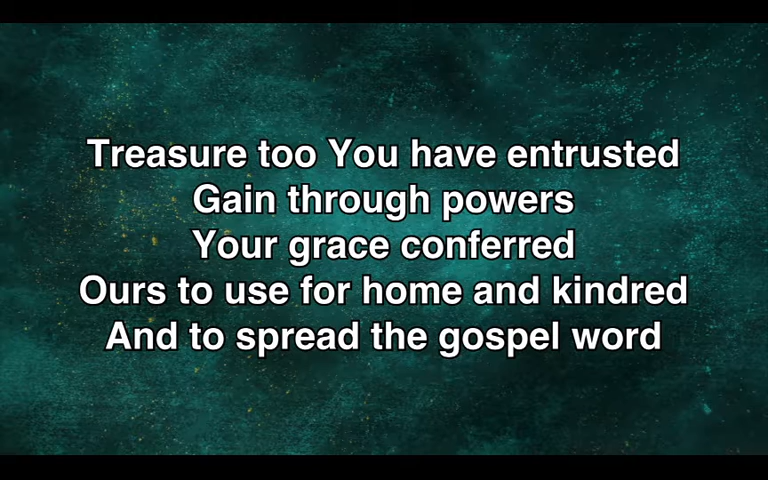 Treasure too You have entrusted
Gain through powers
Your grace conferred
Ours to use for home and kindred
And to spread the gospel word